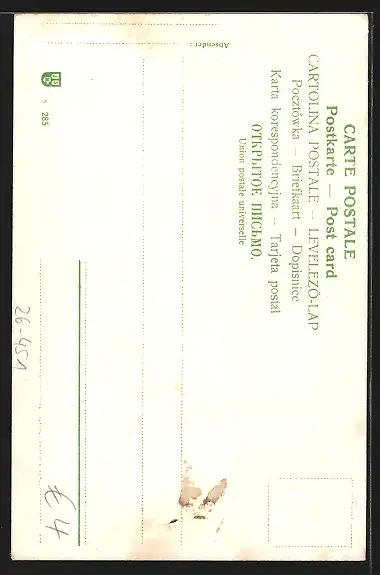 CARTE POSTALE
Postkarte — Post card
CARTOLINA POSTALE — LEVELEZŐ-LAP
Pocztówka — Briefkaart — Dopisnice
Karta korespondencyjna — Tarjeta postal
ОТКРЫТОЕ ПИСЬМО.
Union postale universelle
Absender:
S 285
26-451
€4